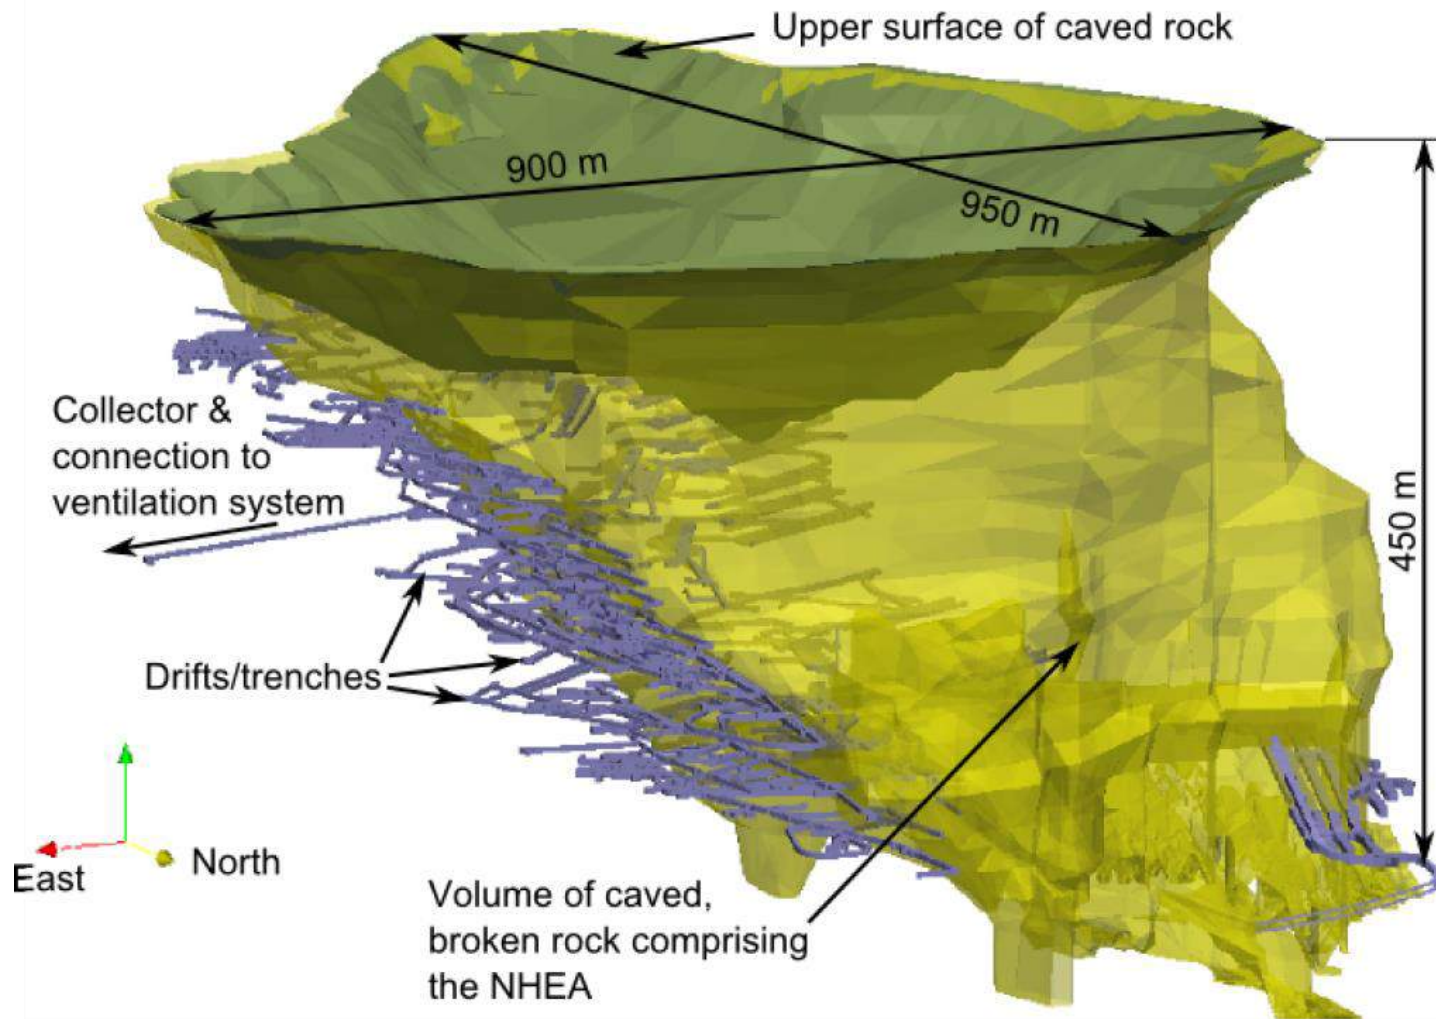 Upper surface of caved rock
900 m
950 m
Collector &
connection to
ventilation system
450 m
Drifts/trenches
North
East
Volume of caved,
broken rock comprising
the NHEA